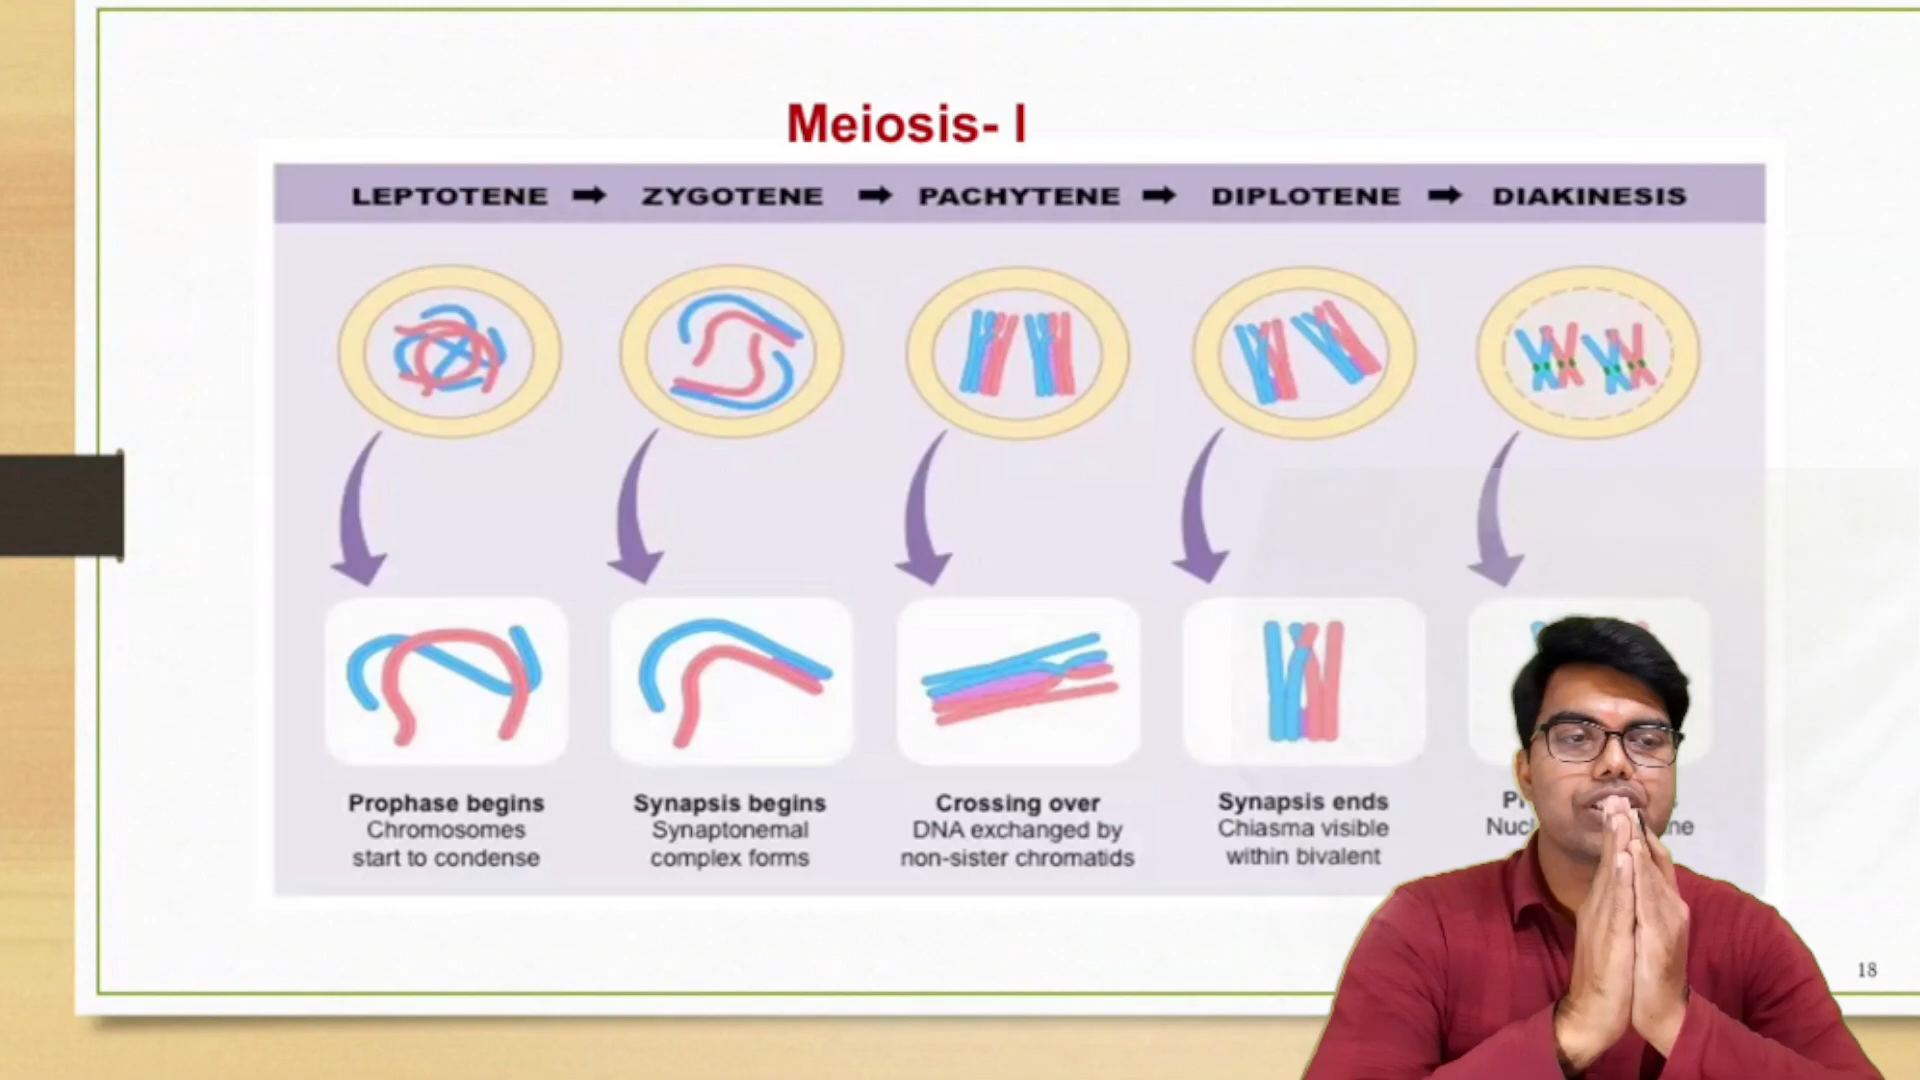 Meiosis- I
LEPTOTENE ➡ ZYGOTENE ➡ PACHYTENE ➡ DIPLOTENE ➡ DIAKINESIS
Prophase begins
Chromosomes
start to condense
Synapsis begins
Synaptonemal
complex forms
Crossing over
DNA exchanged by
non-sister chromatids
Synapsis ends
Chiasma visible
within bivalent
18